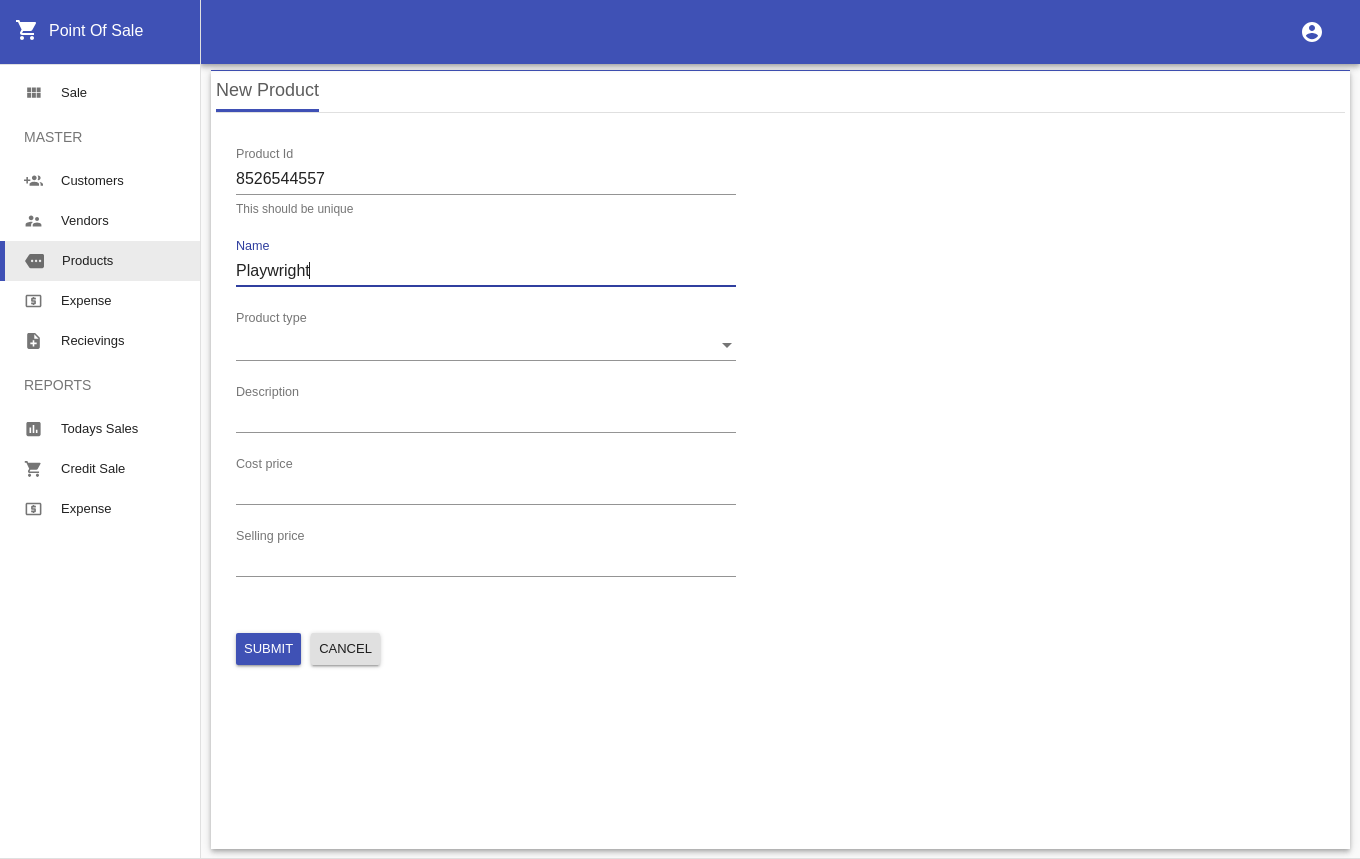 Point Of Sale
Sale
MASTER
Customers
Vendors
Products
Expense
Recievings
REPORTS
Todays Sales
Credit Sale
Expense
New Product
Product Id
8526544557
This should be unique
Name
Playwright
Product type
Description
Cost price
Selling price
SUBMIT CANCEL